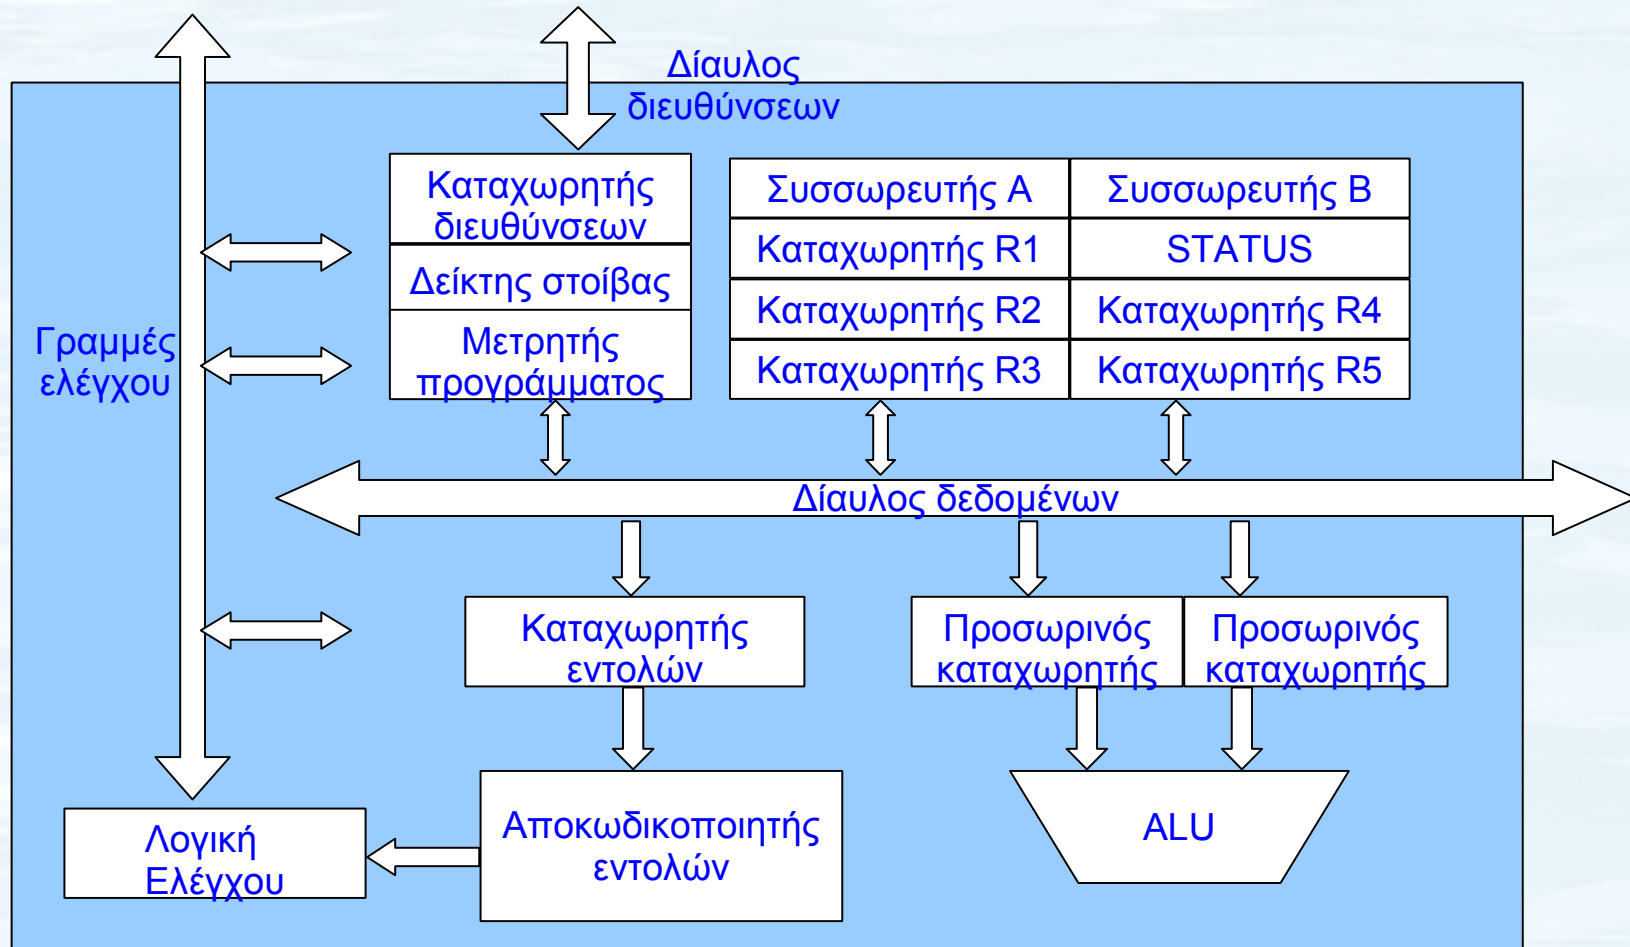 Δίαυλος
διευθύνσεων
Καταχωρητής
διευθύνσεων
Δείκτης στοίβας
Μετρητής
προγράμματος
Συσσωρευτής Α
Συσσωρευτής Β
Καταχωρητής R1
STATUS
Καταχωρητής R2
Καταχωρητής R4
Καταχωρητής R3
Καταχωρητής R5
Γραμμές
ελέγχου
Δίαυλος δεδομένων
Καταχωρητής
εντολών
Προσωρινός
καταχωρητής
Προσωρινός
καταχωρητής
Λογική
Ελέγχου
Αποκωδικοποιητής
εντολών
ALU